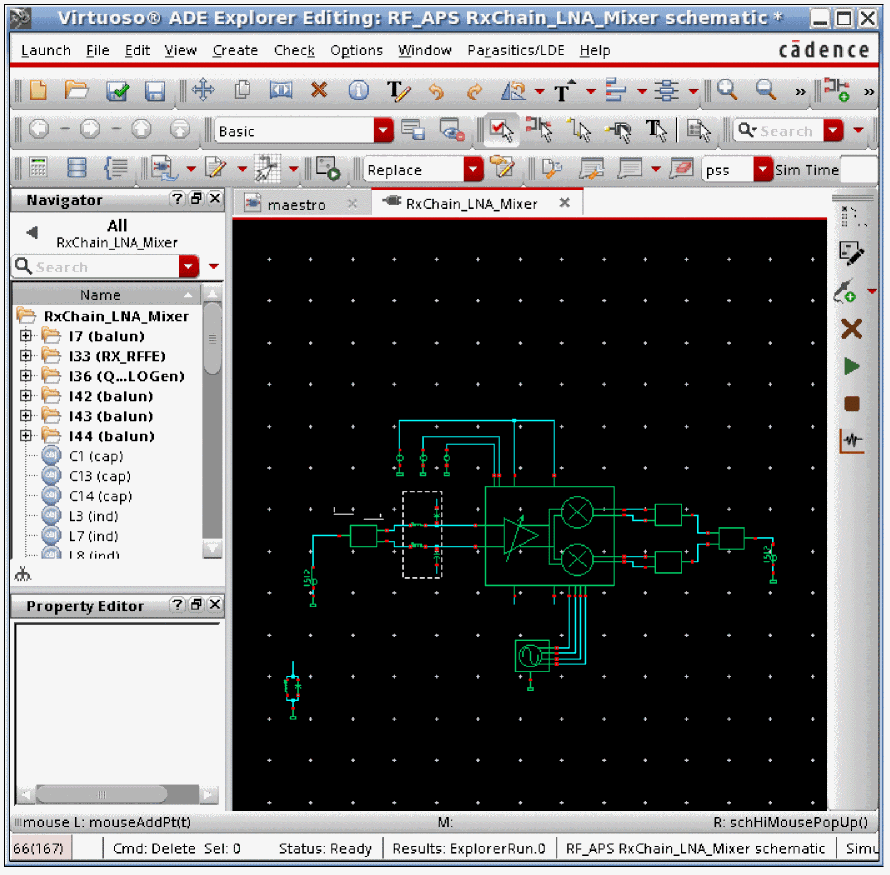 Virtuoso® ADE Explorer Editing: RF_APS RxChain_LNA_Mixer schematic *
Launch File Edit View Create Check Options Window Parasitics/LDE Help cādence
T T » »
Basic T Search
Replace pss Sim Time
Navigator ?
maestro RxChain_LNA_Mixer
All
RxChain_LNA_Mixer
Search
Name
RxChain_LNA_Mixer
I7 (balun)
I33 (RX_RFFE)
I36 (Q...LOGen)
I42 (balun)
I43 (balun)
I44 (balun)
C1 (cap)
C13 (cap)
C14 (cap)
L3 (ind)
L7 (ind)
L8 (ind)
Property Editor ?
mouse L: mouseAddPt(t) M: R: schHiMousePopUp()
66(167) Cmd: Delete Sel: 0 Status: Ready Results: ExplorerRun.0 RF_APS RxChain_LNA_Mixer schematic Simu